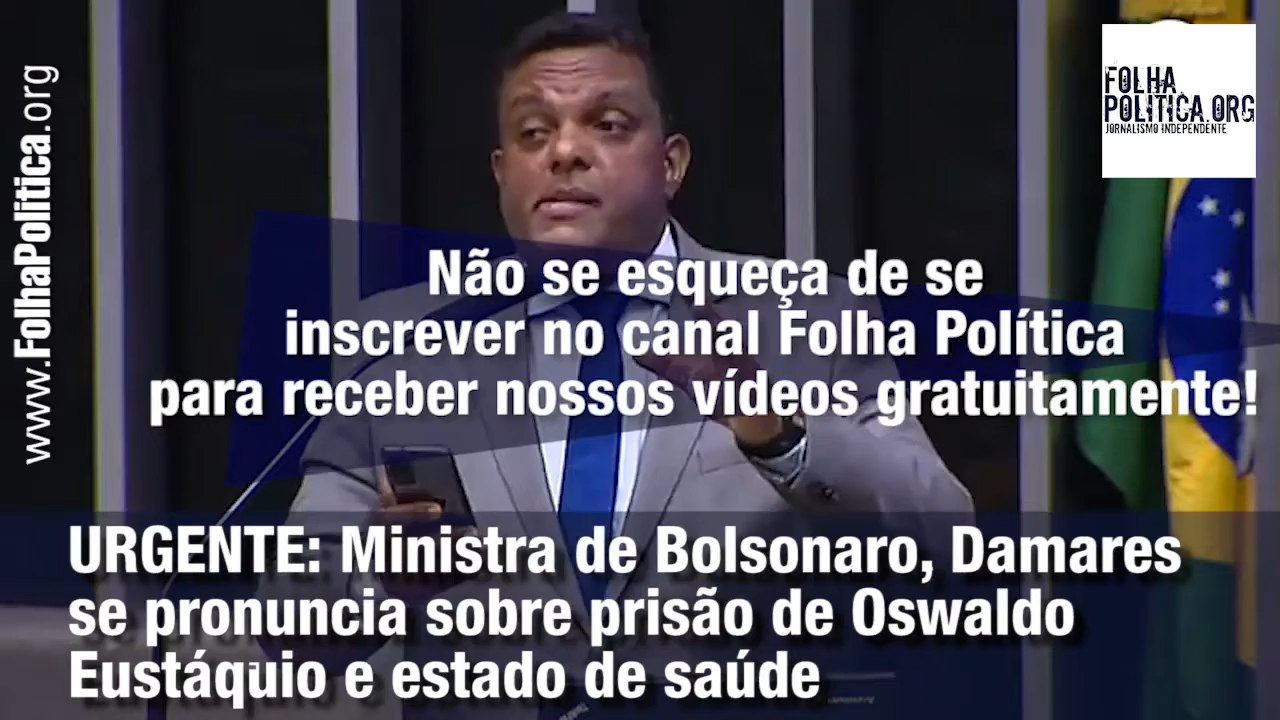 www.FolhaPolitica.org
FOLHA
POLITICA.ORG
JORNALISMO INDEPENDENTE
Não se esqueça de se
inscrever no canal Folha Política
para receber nossos vídeos gratuitamente!
URGENTE: Ministra de Bolsonaro, Damares
se pronuncia sobre prisão de Oswaldo
Eustáquio e estado de saúde